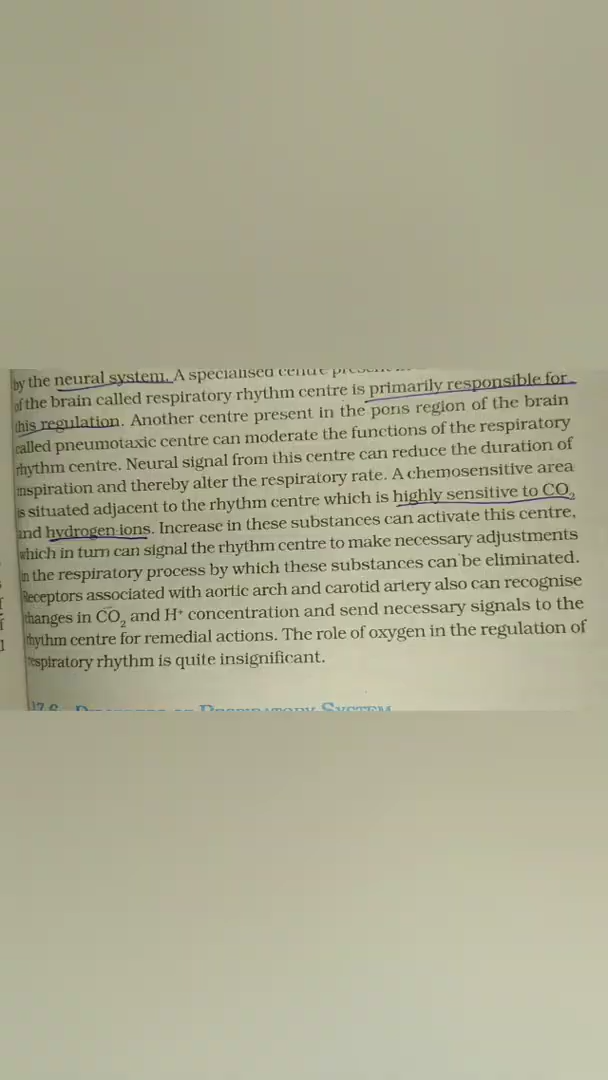 by the neural system. A specialised centre present in
of the brain called respiratory rhythm centre is primarily responsible for
this regulation. Another centre present in the pons region of the brain
called pneumotaxic centre can moderate the functions of the respiratory
rhythm centre. Neural signal from this centre can reduce the duration of
inspiration and thereby alter the respiratory rate. A chemosensitive area
is situated adjacent to the rhythm centre which is highly sensitive to CO₂
and hydrogen ions. Increase in these substances can activate this centre,
which in turn can signal the rhythm centre to make necessary adjustments
in the respiratory process by which these substances can be eliminated.
Receptors associated with aortic arch and carotid artery also can recognise
changes in CO₂ and H⁺ concentration and send necessary signals to the
rhythm centre for remedial actions. The role of oxygen in the regulation of
respiratory rhythm is quite insignificant.
OF RESPIRATORY SYSTEM